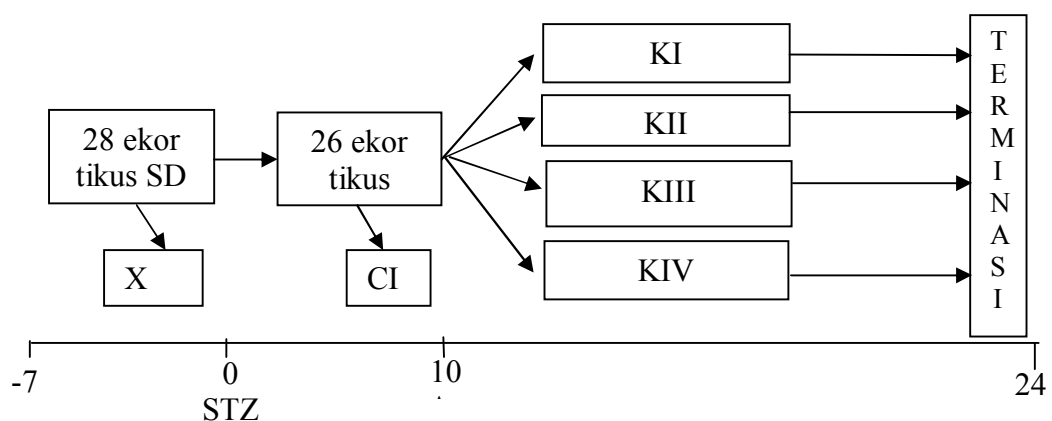 28 ekor
tikus SD
26 ekor
tikus
X
CI
KI
KII
KIII
KIV
T
E
R
M
I
N
A
S
I
-7
0
STZ
10
24